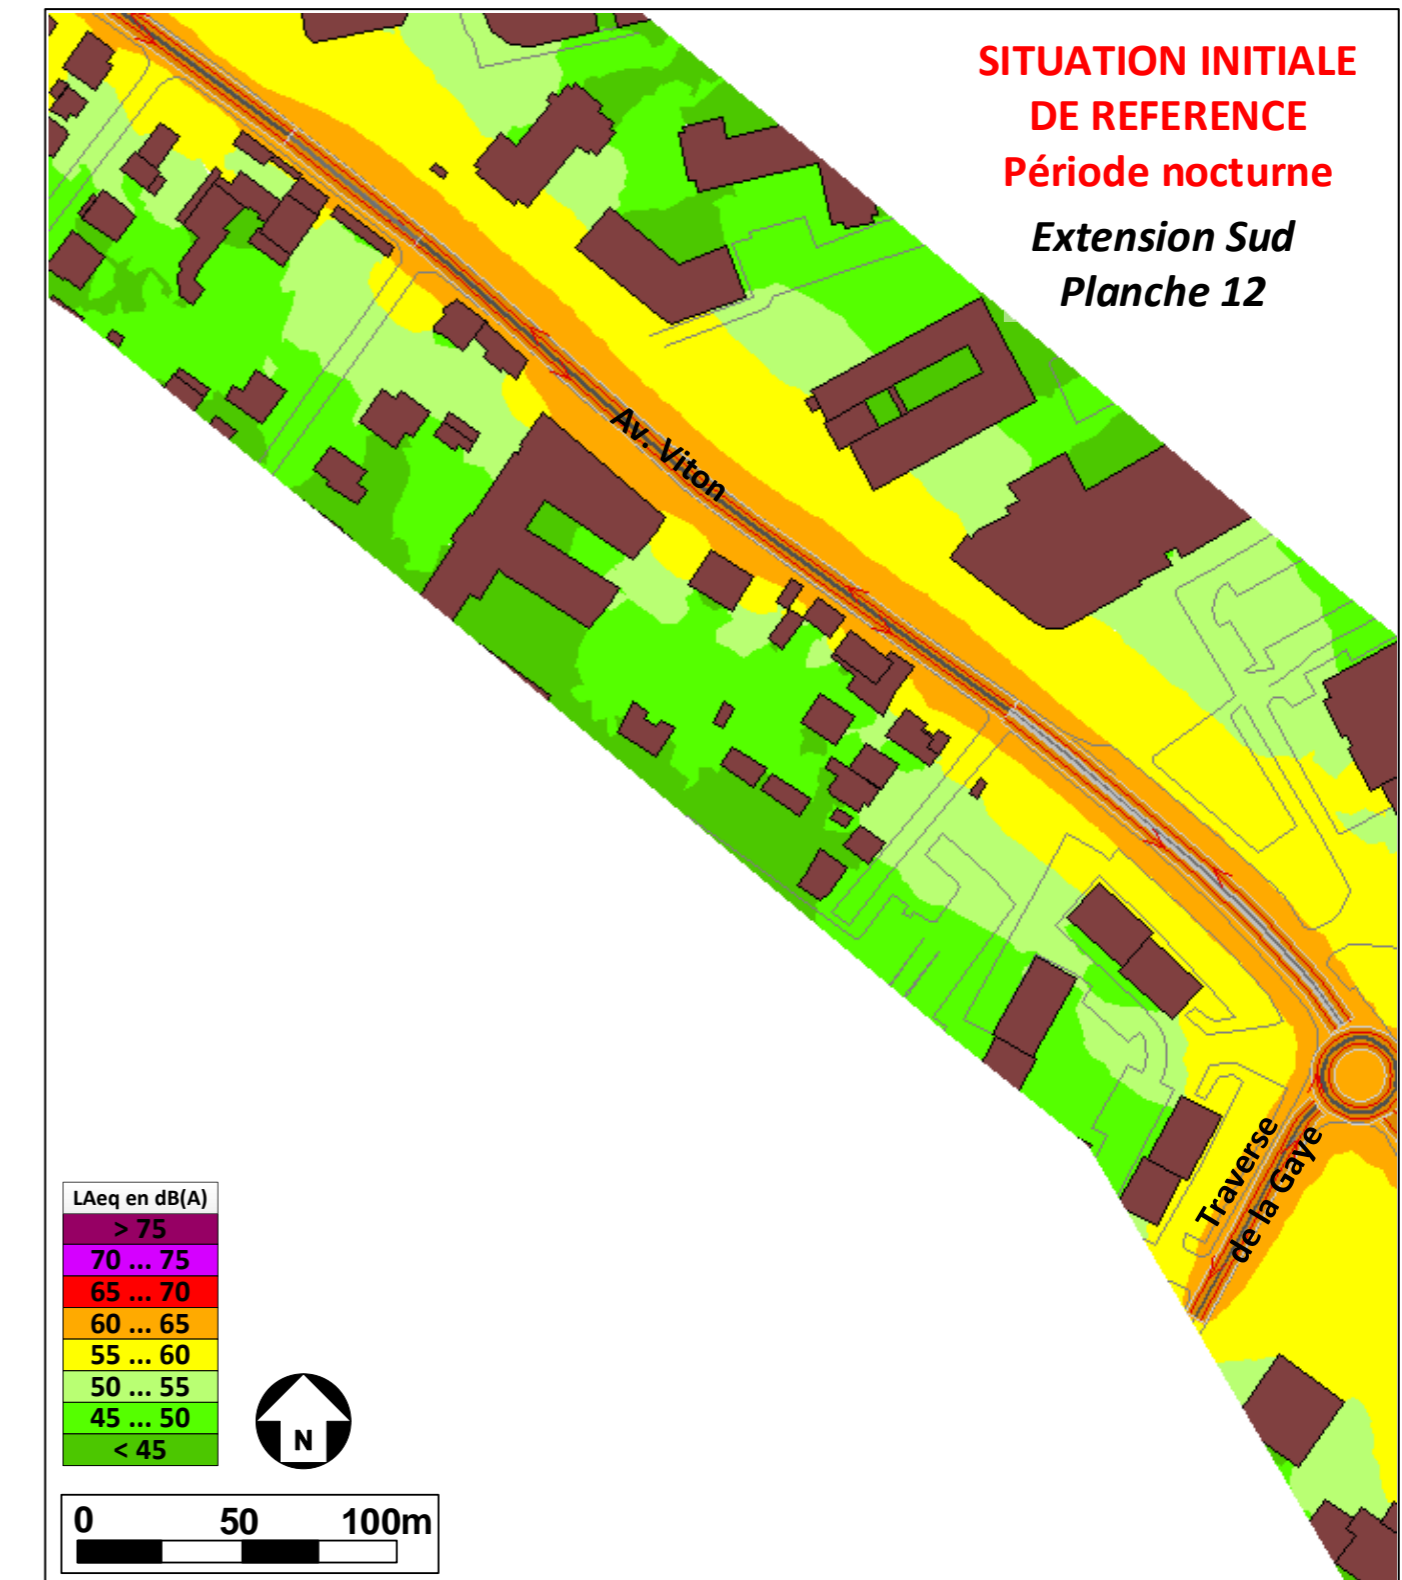 SITUATION INITIALE
DE REFERENCE
Période nocturne
Extension Sud
Planche 12
Av. Viton
Traverse
de la Gaye
LAeq en dB(A)
> 75
70 ... 75
65 ... 70
60 ... 65
55 ... 60
50 ... 55
45 ... 50
< 45
N
0 50 100m